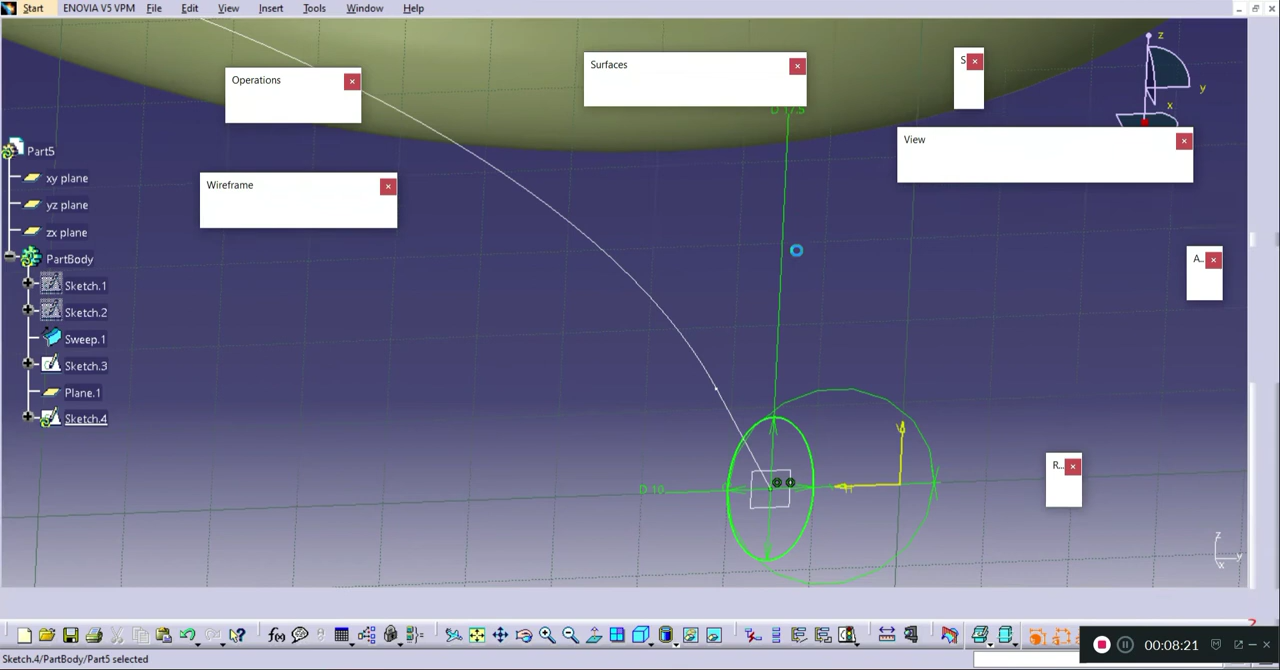 Start ENOVIA V5 VPM File Edit View Insert Tools Window Help
z
y
x
Operations
Surfaces
S
D 17.5
View
Part5
Wireframe
xy plane
yz plane
zx plane
PartBody
A...
Sketch.1
Sketch.2
Sweep.1
Sketch.3
Plane.1
Sketch.4
V
R...
D 10
H
z
y
x
f(x)
00:08:21
Sketch.4/PartBody/Part5 selected